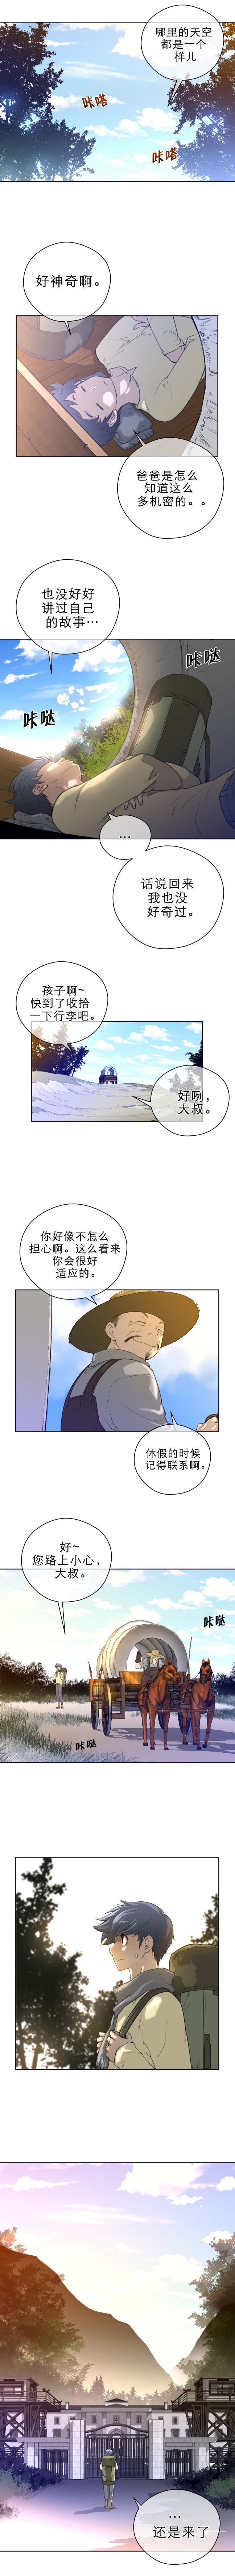 哪里的天空
都是一个
样儿
咔嗒
咔嗒
好神奇啊。
爸爸是怎么
知道这么
多机密的。。
也没好好
讲过自己
的故事…
咔哒
咔哒
…
话说回来
我也没
好奇过。
孩子啊~
快到了收拾
一下行李吧。
好咧，
大叔。
你好像不怎么
担心啊。这么看来
你会很好
适应的。
休假的时候
记得联系啊。
好~
您路上小心，
大叔。
咔哒
咔哒
…
还是来了